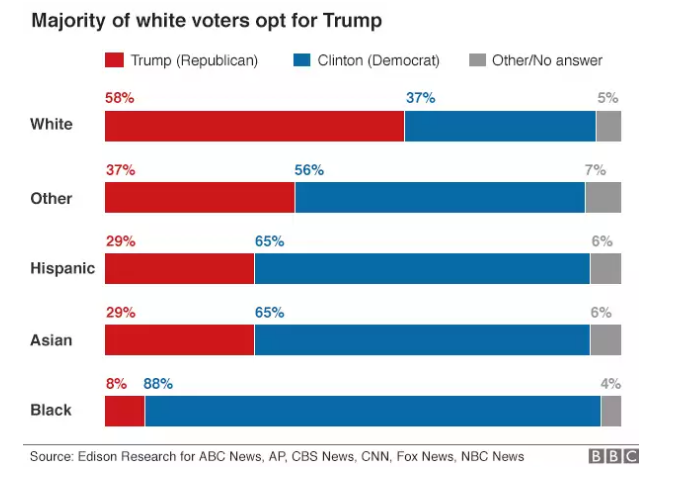 Majority of white voters opt for Trump
Trump (Republican) Clinton (Democrat) Other/No answer
58% 37% 5%
White
37% 56% 7%
Other
29% 65% 6%
Hispanic
29% 65% 6%
Asian
8% 88% 4%
Black
Source: Edison Research for ABC News, AP, CBS News, CNN, Fox News, NBC News BBC